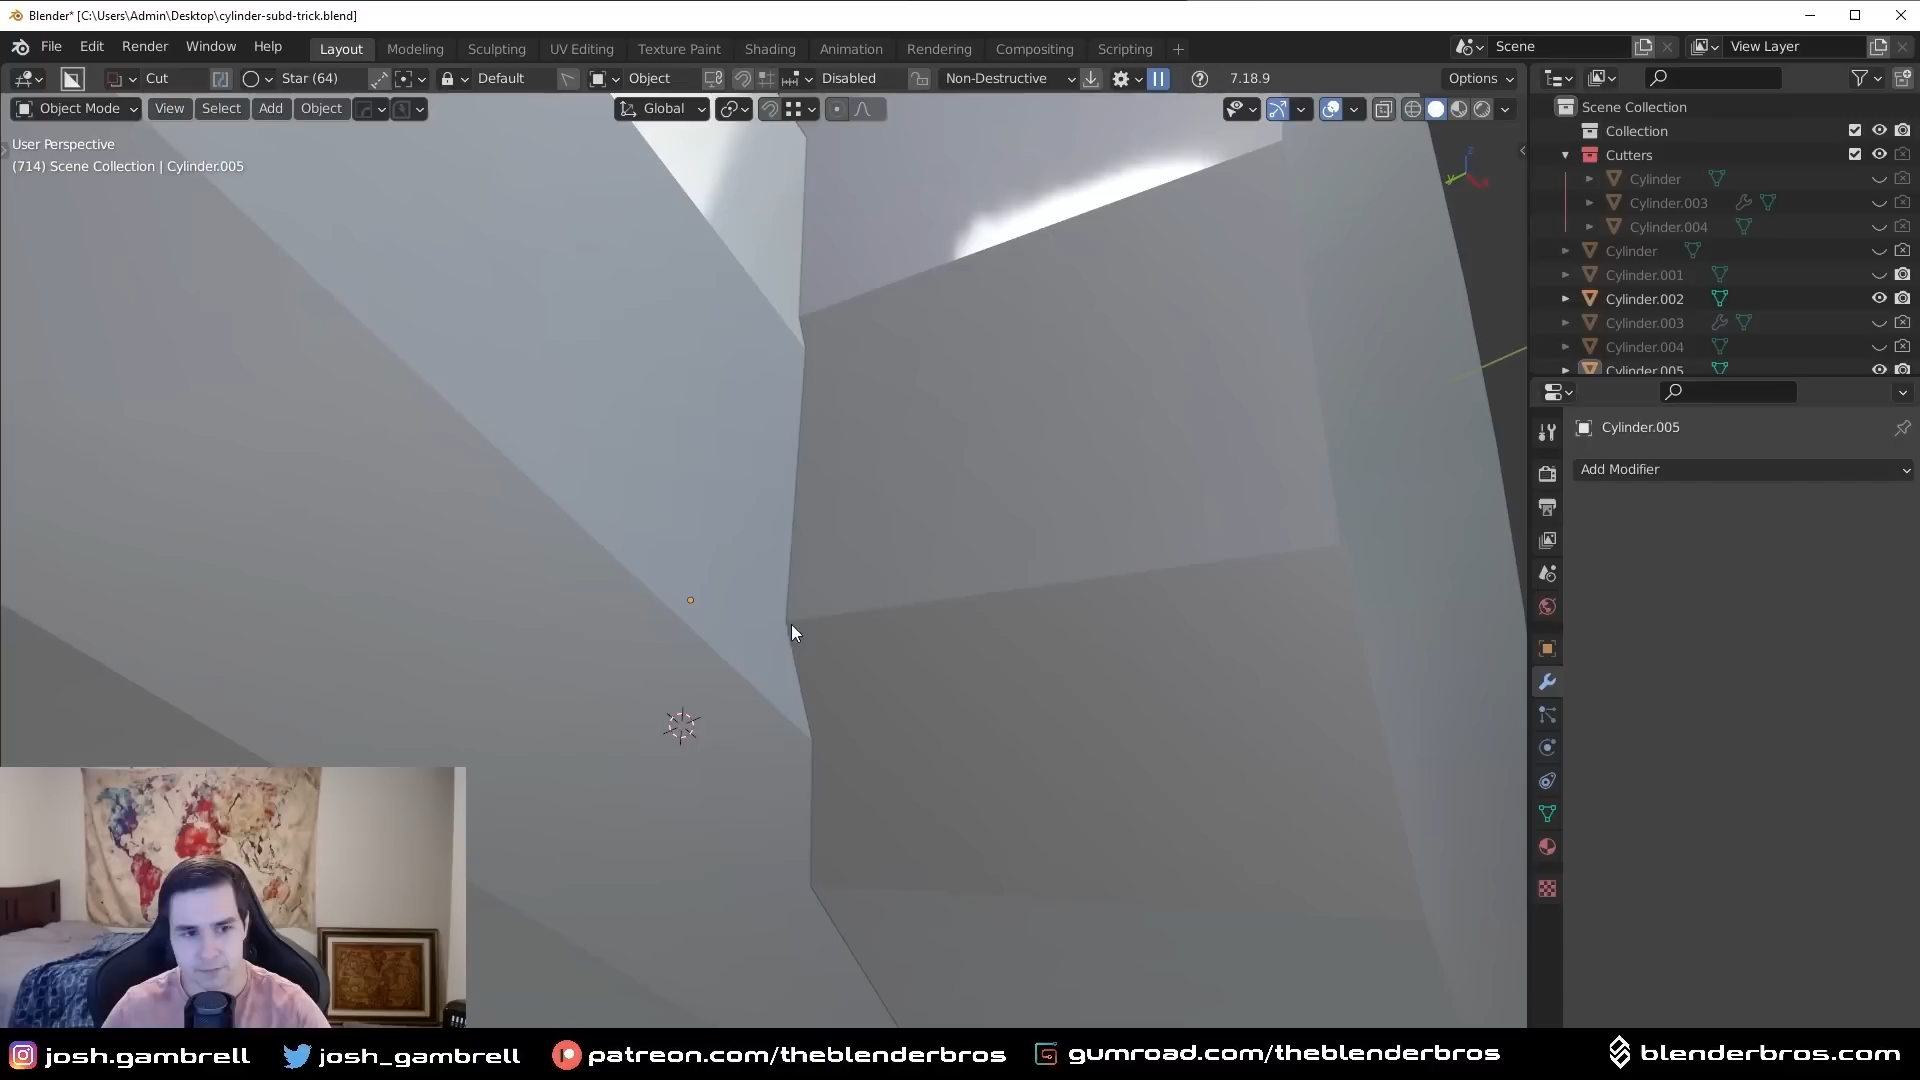 Blender* [C:\Users\Admin\Desktop\cylinder-subd-trick.blend]
File Edit Render Window Help
Layout Modeling Sculpting UV Editing Texture Paint Shading Animation Rendering Compositing Scripting +
Scene
View Layer
Cut Star (64) Default Object Disabled Non-Destructive 7.18.9 Options
Object Mode View Select Add Object Global
User Perspective
(714) Scene Collection | Cylinder.005
Scene Collection
Collection
Cutters
Cylinder
Cylinder.003
Cylinder.004
Cylinder
Cylinder.001
Cylinder.002
Cylinder.003
Cylinder.004
Cylinder.005
Cylinder.005
Add Modifier
josh.gambrell josh_gambrell patreon.com/theblenderbros gumroad.com/theblenderbros blenderbros.com